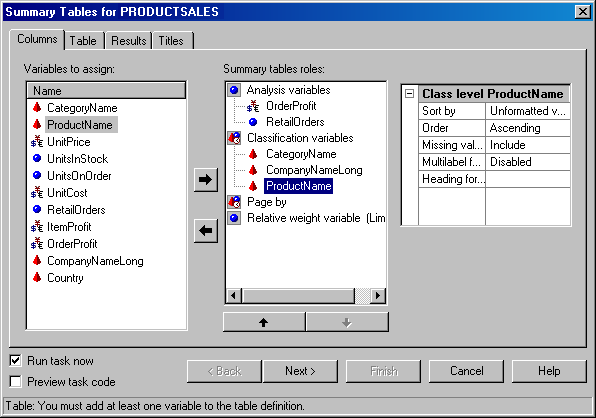 Summary Tables for PRODUCTSALES
Columns Table Results Titles
Variables to assign:
Name
CategoryName
ProductName
UnitPrice
UnitsInStock
UnitsOnOrder
UnitCost
RetailOrders
ItemProfit
OrderProfit
CompanyNameLong
Country
Summary tables roles:
Analysis variables
OrderProfit
RetailOrders
Classification variables
CategoryName
CompanyNameLong
ProductName
Page by
Relative weight variable (Lim
Class level ProductName
Sort by Unformatted v...
Order Ascending
Missing val... Include
Multilabel f... Disabled
Heading for...
Run task now
Preview task code
< Back Next > Finish Cancel Help
Table: You must add at least one variable to the table definition.